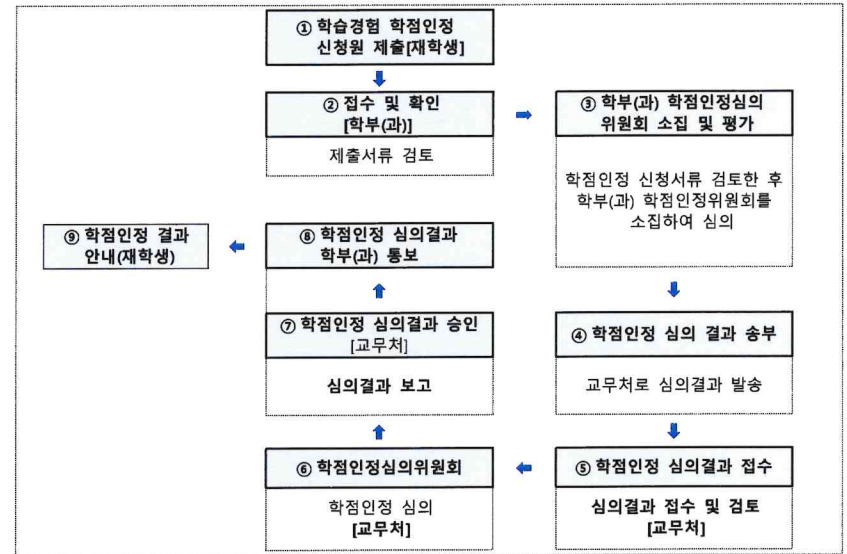 ① 학습경험 학점인정
신청원 제출[재학생]
② 접수 및 확인
[학부(과)]
제출서류 검토
③ 학부(과) 학점인정심의
위원회 소집 및 평가
학점인정 신청서류 검토한 후
학부(과) 학점인정위원회를
소집하여 심의
④ 학점인정 심의 결과 송부
교무처로 심의결과 발송
⑤ 학점인정 심의결과 접수
심의결과 접수 및 검토
[교무처]
⑥ 학점인정심의위원회
학점인정 심의
[교무처]
⑦ 학점인정 심의결과 승인
[교무처]
심의결과 보고
⑧ 학점인정 심의결과
학부(과) 통보
⑨ 학점인정 결과
안내(재학생)